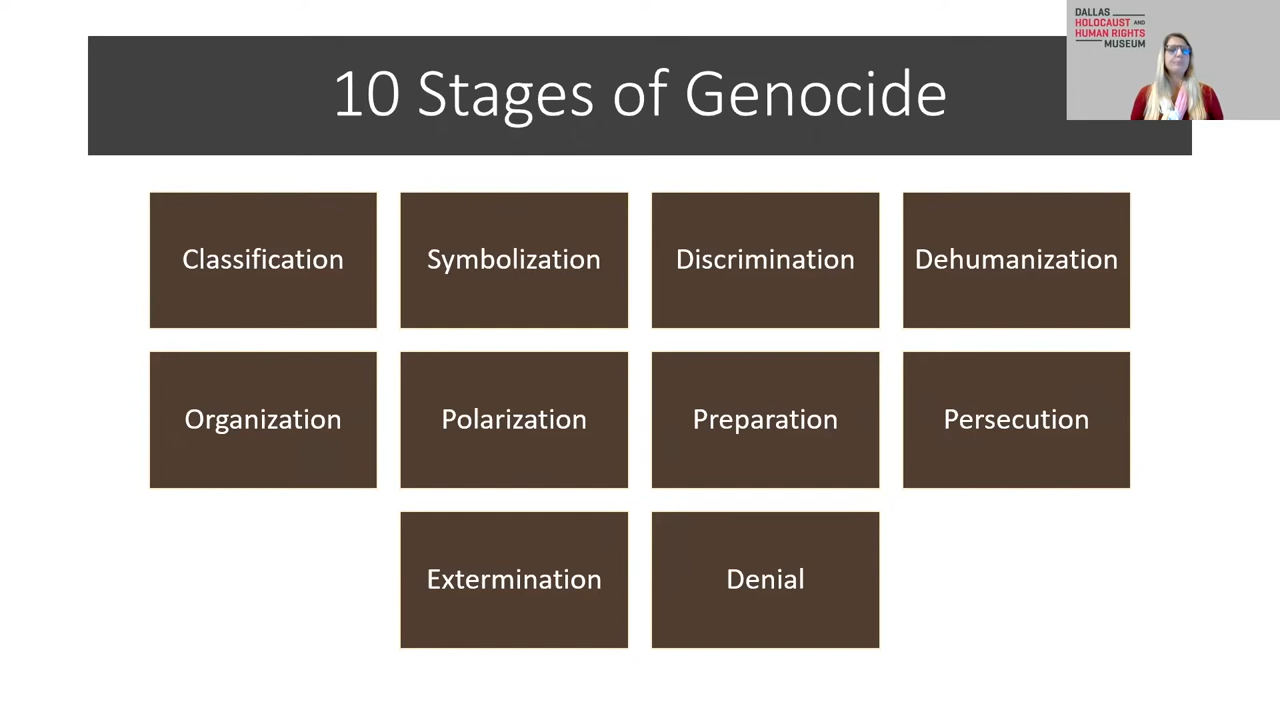 10 Stages of Genocide
DALLAS
HOLOCAUST AND
HUMAN RIGHTS
MUSEUM
Classification
Symbolization
Discrimination
Dehumanization
Organization
Polarization
Preparation
Persecution
Extermination
Denial